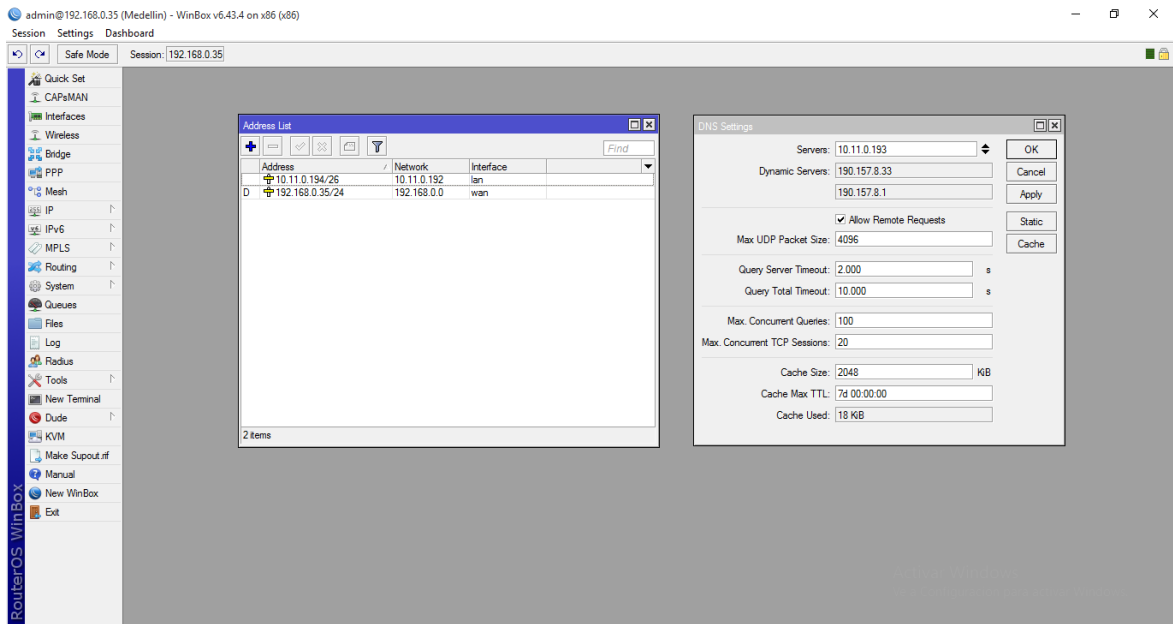 admin@192.168.0.35 (Medellin) - WinBox v6.43.4 on x86 (x86)
Session Settings Dashboard
Safe Mode Session: 192.168.0.35
Quick Set
CAPsMAN
Interfaces
Wireless
Bridge
PPP
Mesh
IP
IPv6
MPLS
Routing
System
Queues
Files
Log
Radius
Tools
New Terminal
Dude
KVM
Make Supout.rif
Manual
New WinBox
Exit
RouterOS WinBox
Address List
Find
Address Network Interface
10.11.0.194/26 10.11.0.192 lan
D 192.168.0.35/24 192.168.0.0 wan
2 items
DNS Settings
Servers: 10.11.0.193
Dynamic Servers: 190.157.8.33
190.157.8.1
Allow Remote Requests
Max UDP Packet Size: 4096
Query Server Timeout: 2.000 s
Query Total Timeout: 10.000 s
Max. Concurrent Queries: 100
Max. Concurrent TCP Sessions: 20
Cache Size: 2048 KiB
Cache Max TTL: 7d 00:00:00
Cache Used: 18 KiB
OK
Cancel
Apply
Static
Cache